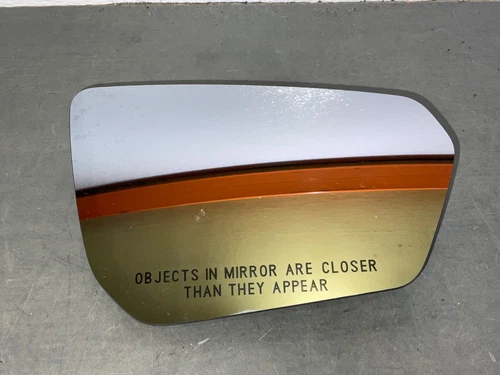 OBJECTS IN MIRROR ARE CLOSER
THAN THEY APPEAR